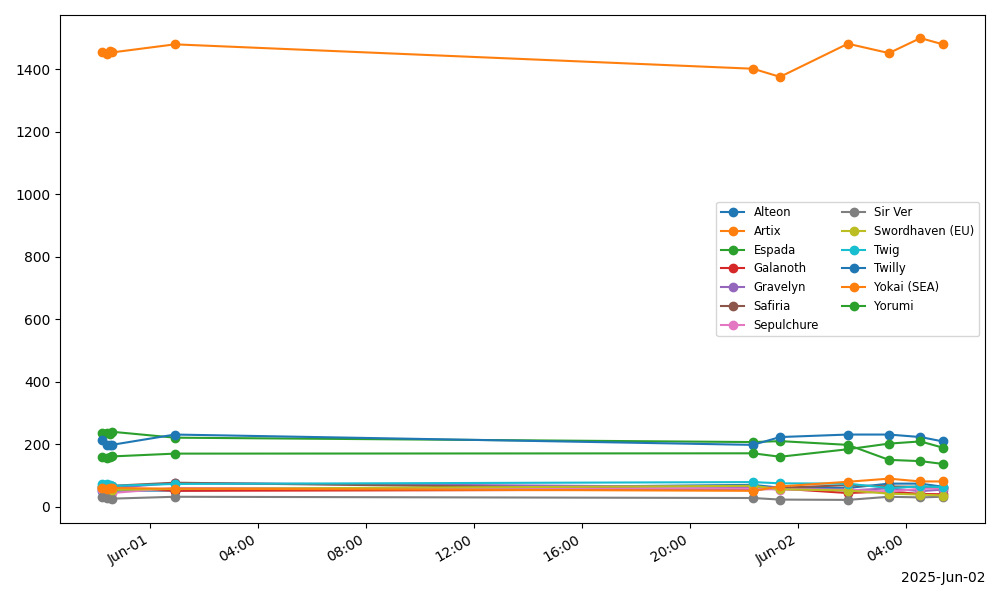 1400
1200
1000
800
600
400
200
0
Alteon
Artix
Espada
Galanoth
Gravelyn
Safiria
Sepulchure
Sir Ver
Swordhaven (EU)
Twig
Twilly
Yokai (SEA)
Yorumi
Jun-01
04:00
08:00
12:00
16:00
20:00
Jun-02
04:00
2025-Jun-02